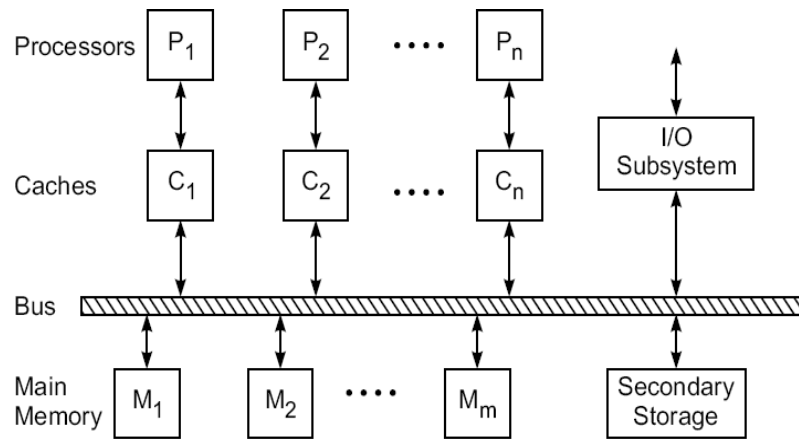 Processors P1 P2 .... Pn
I/O
Subsystem
Caches C1 C2 .... Cn
Bus
Main
Memory M1 M2 .... Mm
Secondary
Storage